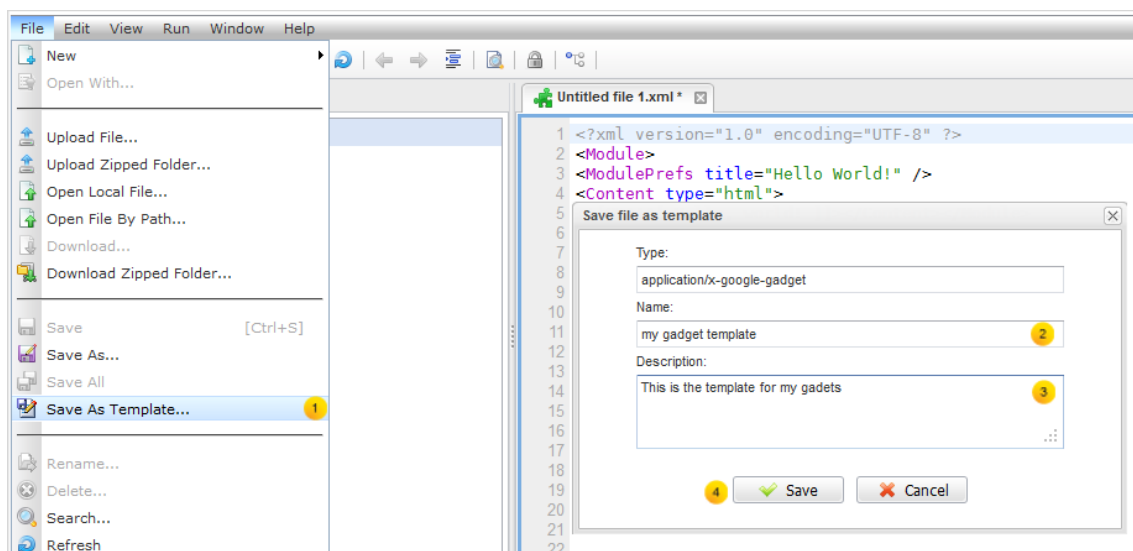 File Edit View Run Window Help
New
Open With...
Upload File...
Upload Zipped Folder...
Open Local File...
Open File By Path...
Download...
Download Zipped Folder...
Save [Ctrl+S]
Save As...
Save All
Save As Template... 1
Rename...
Delete...
Search...
Refresh
Untitled file 1.xml *
1 <?xml version="1.0" encoding="UTF-8" ?>
2 <Module>
3 <ModulePrefs title="Hello World!" />
4 <Content type="html">
5
6
7
8
9
10
11
12
13
14
15
16
17
18
19
20
21
22
Save file as template
Type:
application/x-google-gadget
Name:
my gadget template 2
Description:
This is the template for my gadets 3
4 Save Cancel